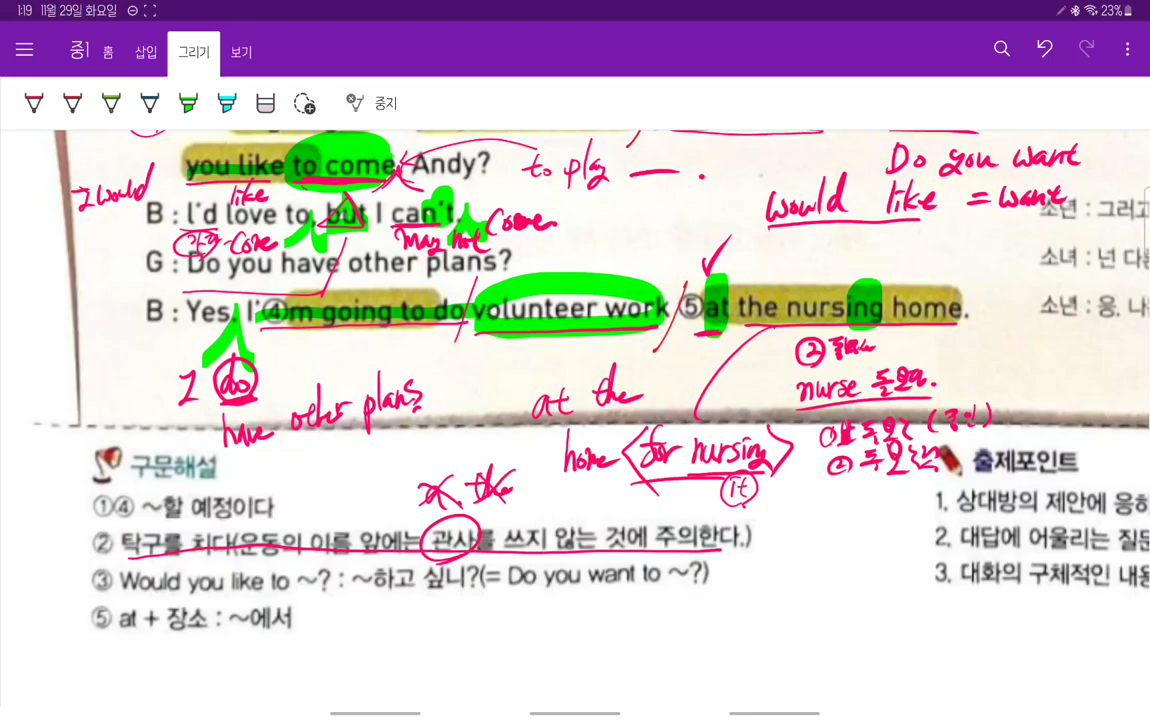 1:19 11월 29일 화요일
23%
중1 홈 삽입 그리기 보기
중지
you like to come, Andy?
to play
Do you want
I would like
would like = want
B : I'd love to, but I can't.
may not come.
소년 : 그러고
G : Do you have other plans?
소녀 : 넌 다른
B : Yes. I'④m going to do volunteer work ⑤at the nursing home.
소년 : 응. 내
I do
have other plans?
at the
home <for nursing>
it
②
nurse 돌보다.
구문해설
출제포인트
x. the
①④ ~할 예정이다
1. 상대방의 제안에 응하
② 탁구를 치다(운동의 이름 앞에는 관사를 쓰지 않는 것에 주의한다.)
2. 대답에 어울리는 질문
③ Would you like to ~? : ~하고 싶니?(= Do you want to ~?)
3. 대화의 구체적인 내용
⑤ at + 장소 : ~에서